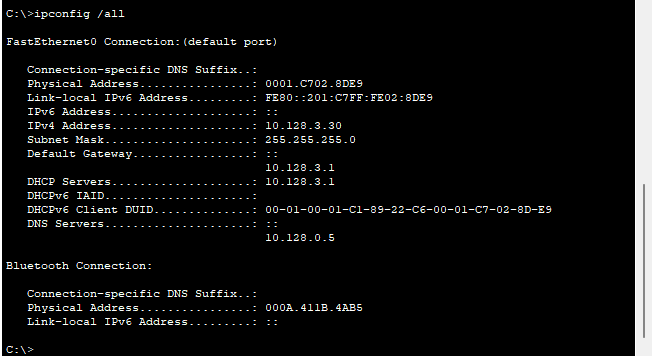 C:\>ipconfig /all
FastEthernet0 Connection:(default port)
Connection-specific DNS Suffix..:
Physical Address................: 0001.C702.8DE9
Link-local IPv6 Address.........: FE80::201:C7FF:FE02:8DE9
IPv6 Address....................: ::
IPv4 Address....................: 10.128.3.30
Subnet Mask.....................: 255.255.255.0
Default Gateway.................: ::
10.128.3.1
DHCP Servers....................: 10.128.3.1
DHCPv6 IAID.....................:
DHCPv6 Client DUID..............: 00-01-00-01-C1-89-22-C6-00-01-C7-02-8D-E9
DNS Servers.....................: ::
10.128.0.5
Bluetooth Connection:
Connection-specific DNS Suffix..:
Physical Address................: 000A.411B.4AB5
Link-local IPv6 Address.........: ::
C:\>